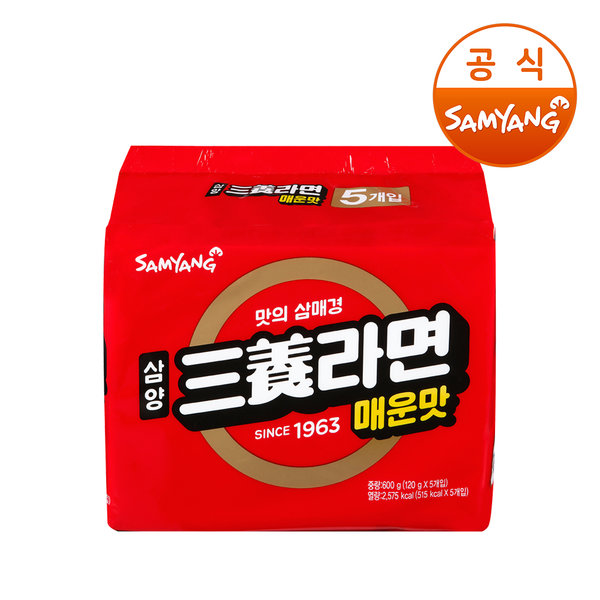 공식
SAMYANG
삼양 三養라면 매운맛 5개입
SAMYANG
맛의 삼매경
삼양
三養라면
SINCE 1963 매운맛
중량:600 g (120 g X 5개입)
열량:2,575 kcal (515 kcal X 5개입)